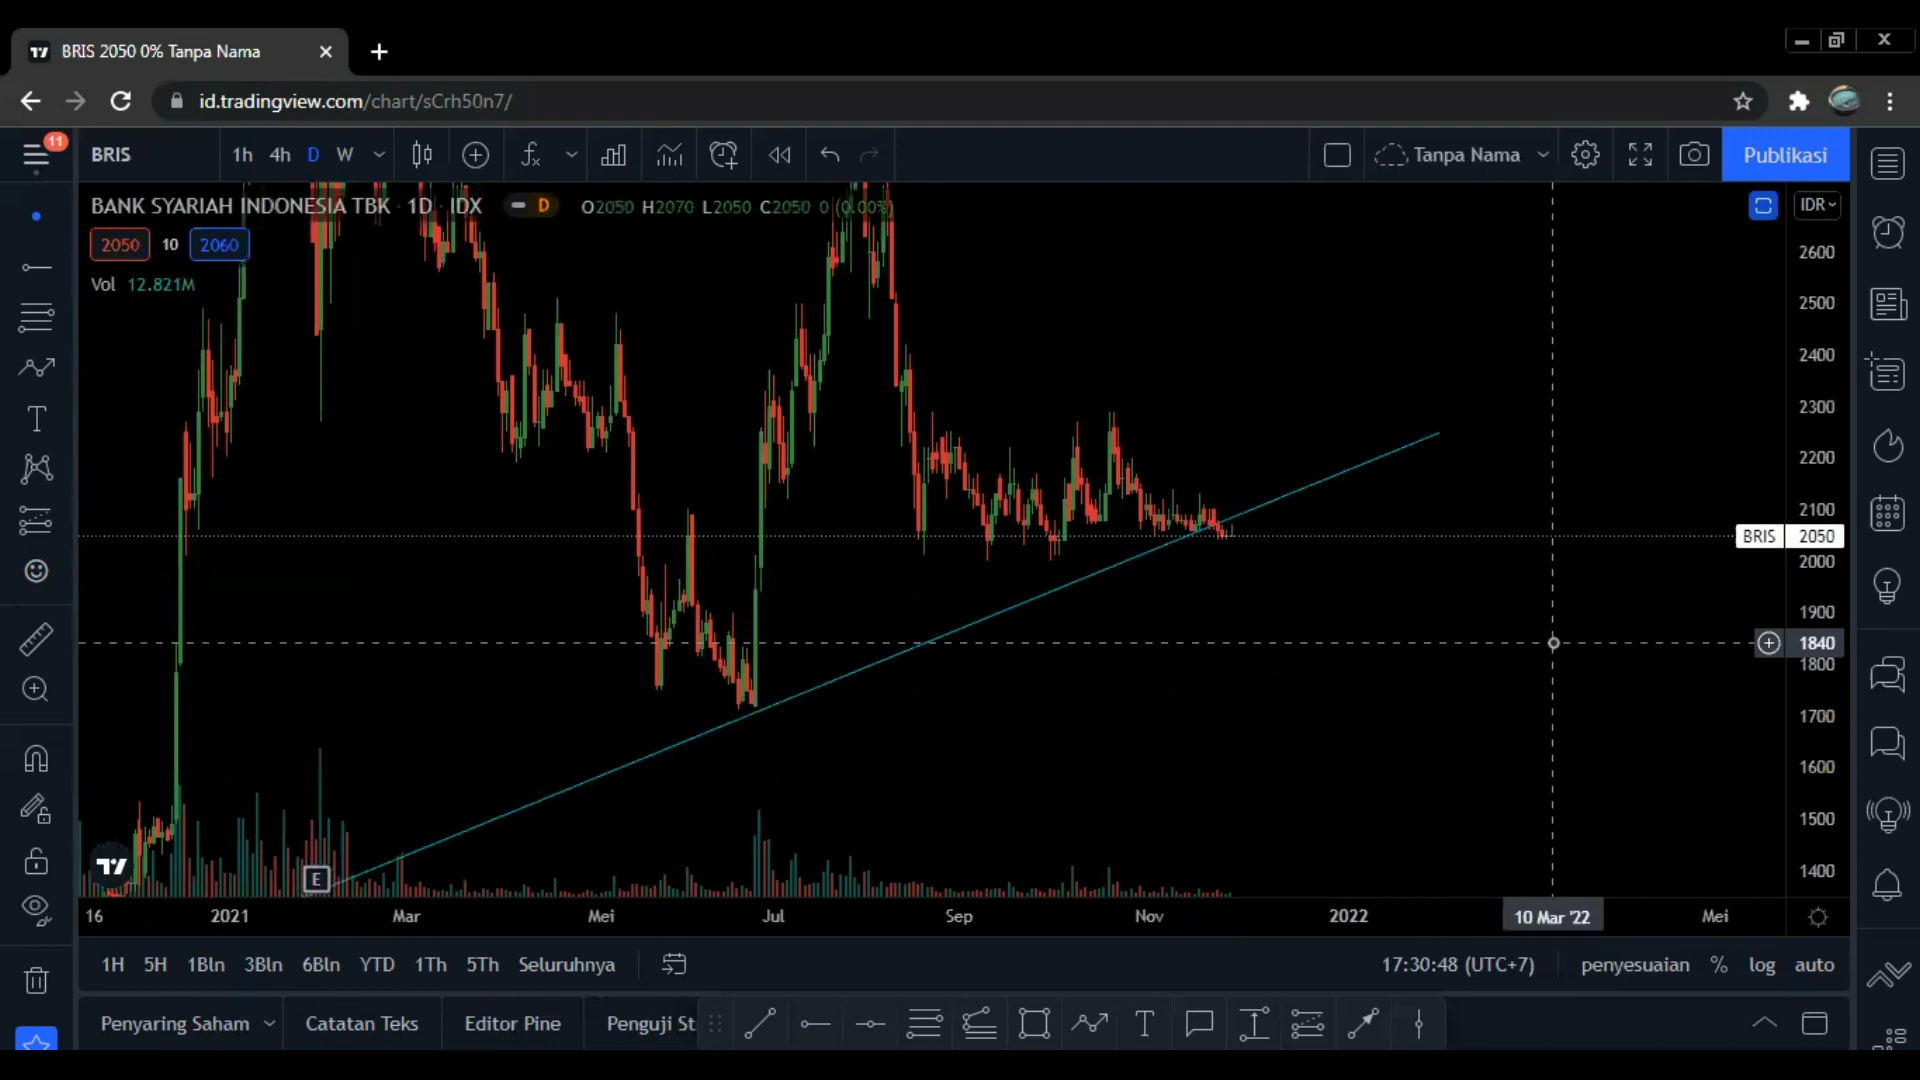 BRIS 2050 0% Tanpa Nama
id.tradingview.com/chart/sCrh50n7/
11
BRIS 1h 4h D W Tanpa Nama Publikasi
BANK SYARIAH INDONESIA TBK · 1D · IDX D O2050 H2070 L2050 C2050 0 (0.00%) IDR
2050 10 2060
Vol 12.821M
2600
2500
2400
2300
2200
2100
BRIS 2050
2000
1900
1840
1800
1700
1600
1500
1400
E
16 2021 Mar Mei Jul Sep Nov 2022 10 Mar '22 Mei
1H 5H 1Bln 3Bln 6Bln YTD 1Th 5Th Seluruhnya 17:30:48 (UTC+7) penyesuaian % log auto
Penyaring Saham Catatan Teks Editor Pine Penguji St